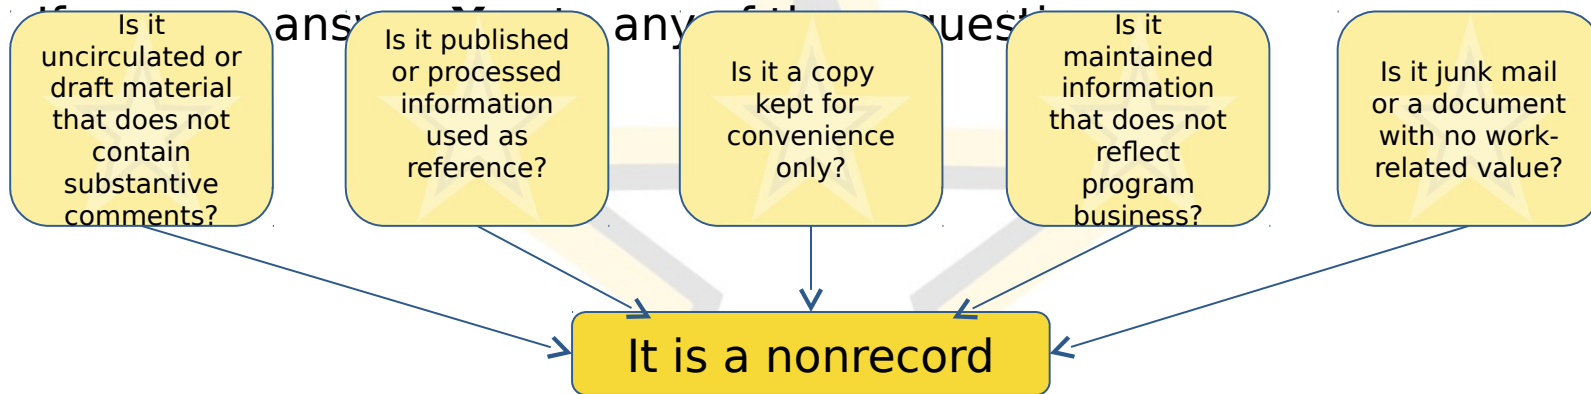 any of
Is it
uncirculated or
draft material
that does not
contain
substantive
comments?
Is it published
or processed
information
used as
reference?
Is it a copy
kept for
convenience
only?
Is it
maintained
information
that does not
reflect
program
business?
Is it junk mail
or a document
with no work-
related value?
It is a nonrecord